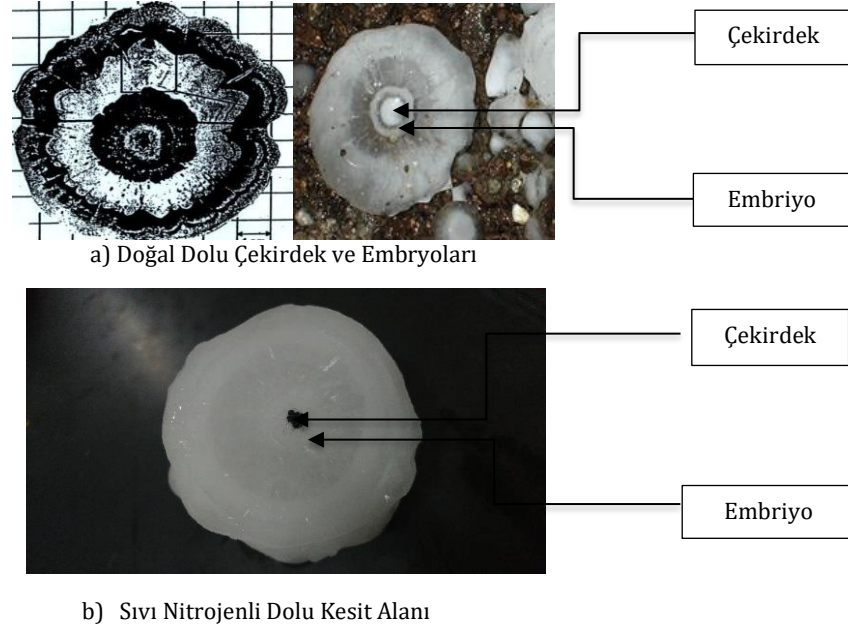 Çekirdek
Embriyo
a) Doğal Dolu Çekirdek ve Embryoları
Çekirdek
Embriyo
b) Sıvı Nitrojenli Dolu Kesit Alanı